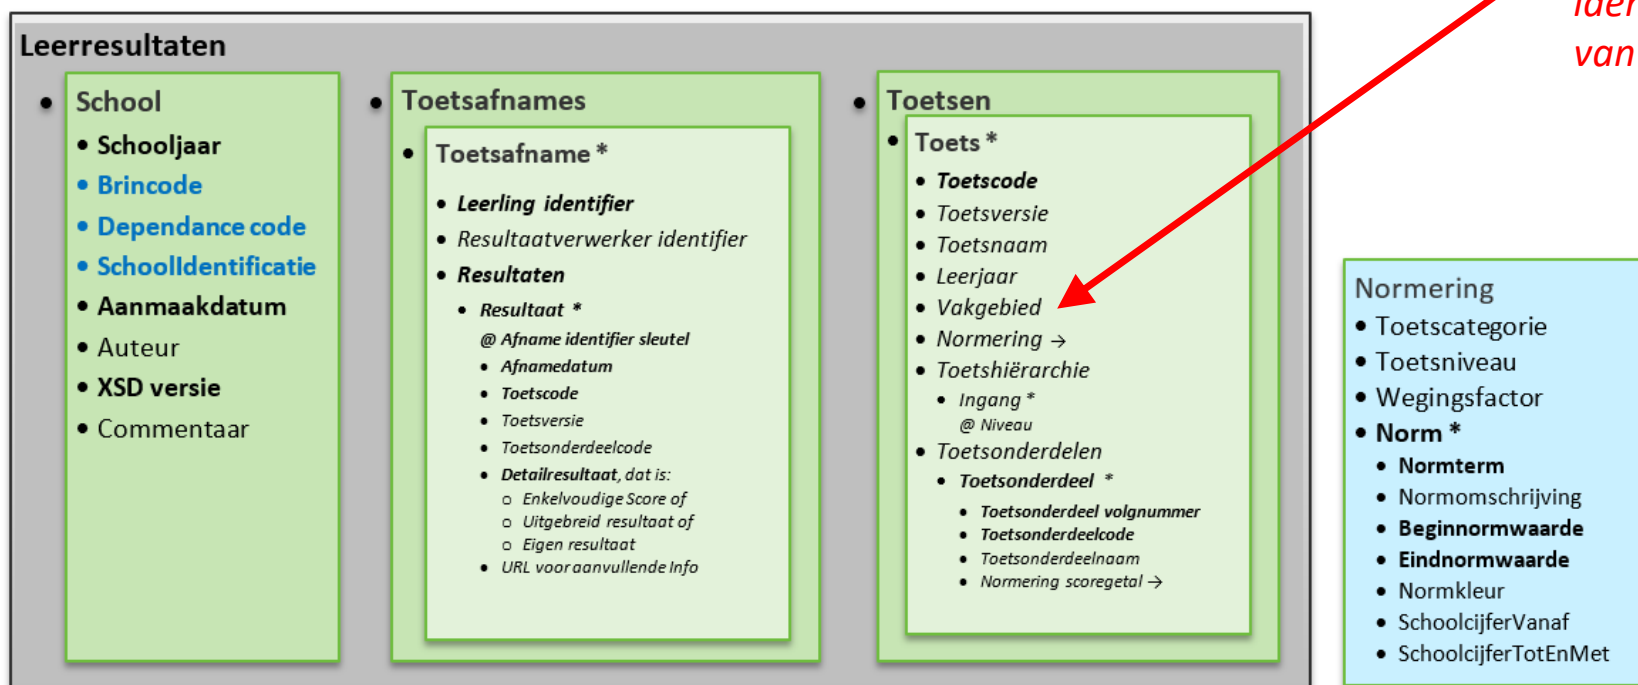 Leerresultaten
• School
• Schooljaar
• Brincode
• Dependance code
• SchoolIdentificatie
• Aanmaakdatum
• Auteur
• XSD versie
• Commentaar
• Toetsafnames
• Toetsafname *
• Leerling identifier
• Resultaatverwerker identifier
• Resultaten
• Resultaat *
@ Afname identifier sleutel
• Afnamedatum
• Toetscode
• Toetsversie
• Toetsonderdeelcode
• Detailresultaat, dat is:
o Enkelvoudige Score of
o Uitgebreid resultaat of
o Eigen resultaat
• URL voor aanvullende Info
• Toetsen
• Toets *
• Toetscode
• Toetsversie
• Toetsnaam
• Leerjaar
• Vakgebied
• Normering →
• Toetshiërarchie
• Ingang *
@ Niveau
• Toetsonderdelen
• Toetsonderdeel *
• Toetsonderdeel volgnummer
• Toetsonderdeelcode
• Toetsonderdeelnaam
• Normering scoregetal →
van
Normering
• Toetscategorie
• Toetsniveau
• Wegingsfactor
• Norm *
• Normterm
• Normomschrijving
• Beginnormwaarde
• Eindnormwaarde
• Normkleur
• SchoolcijferVanaf
• SchoolcijferTotEnMet